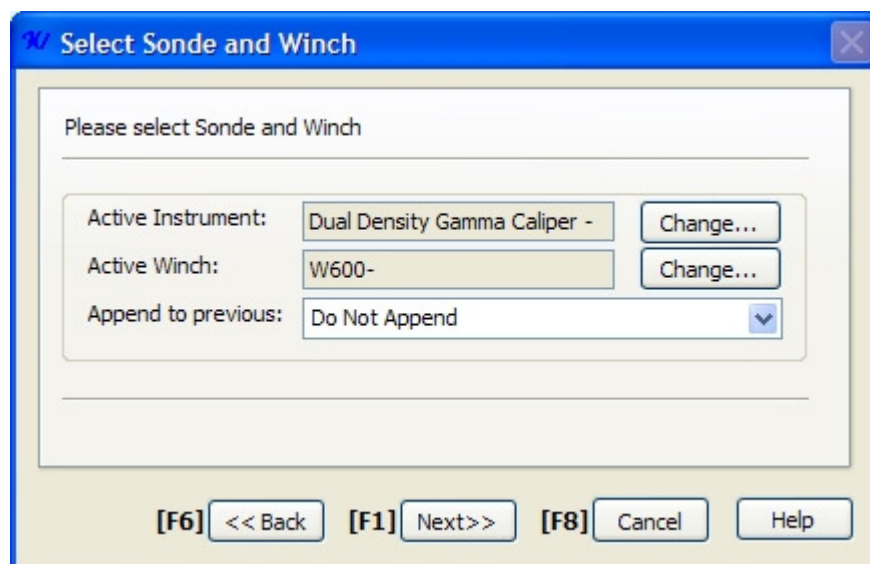 Select Sonde and Winch
Please select Sonde and Winch
Active Instrument: Dual Density Gamma Caliper - Change...
Active Winch: W600- Change...
Append to previous: Do Not Append
[F6] << Back [F1] Next>> [F8] Cancel Help